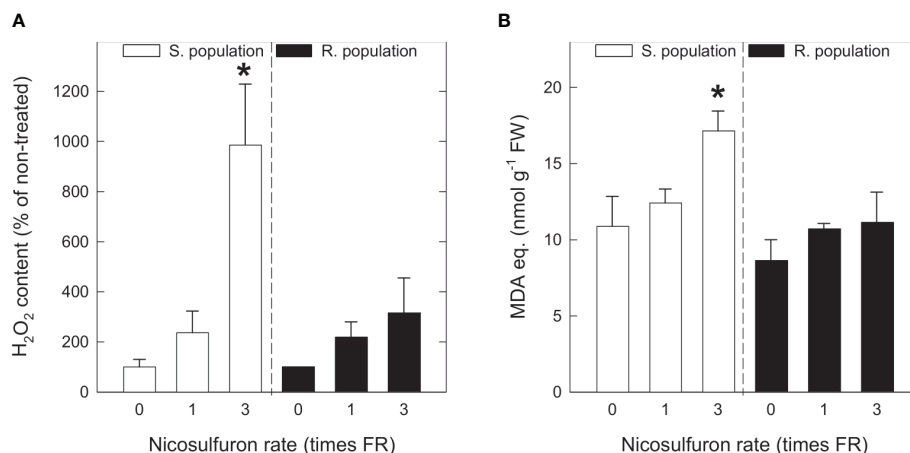 A
S. population
R. population
*
H₂O₂ content (% of non-treated)
1200
1000
800
600
400
200
0
0 1 3 0 1 3
Nicosulfuron rate (times FR)
B
S. population
R. population
*
MDA eq. (nmol g⁻¹ FW)
20
15
10
5
0
0 1 3 0 1 3
Nicosulfuron rate (times FR)